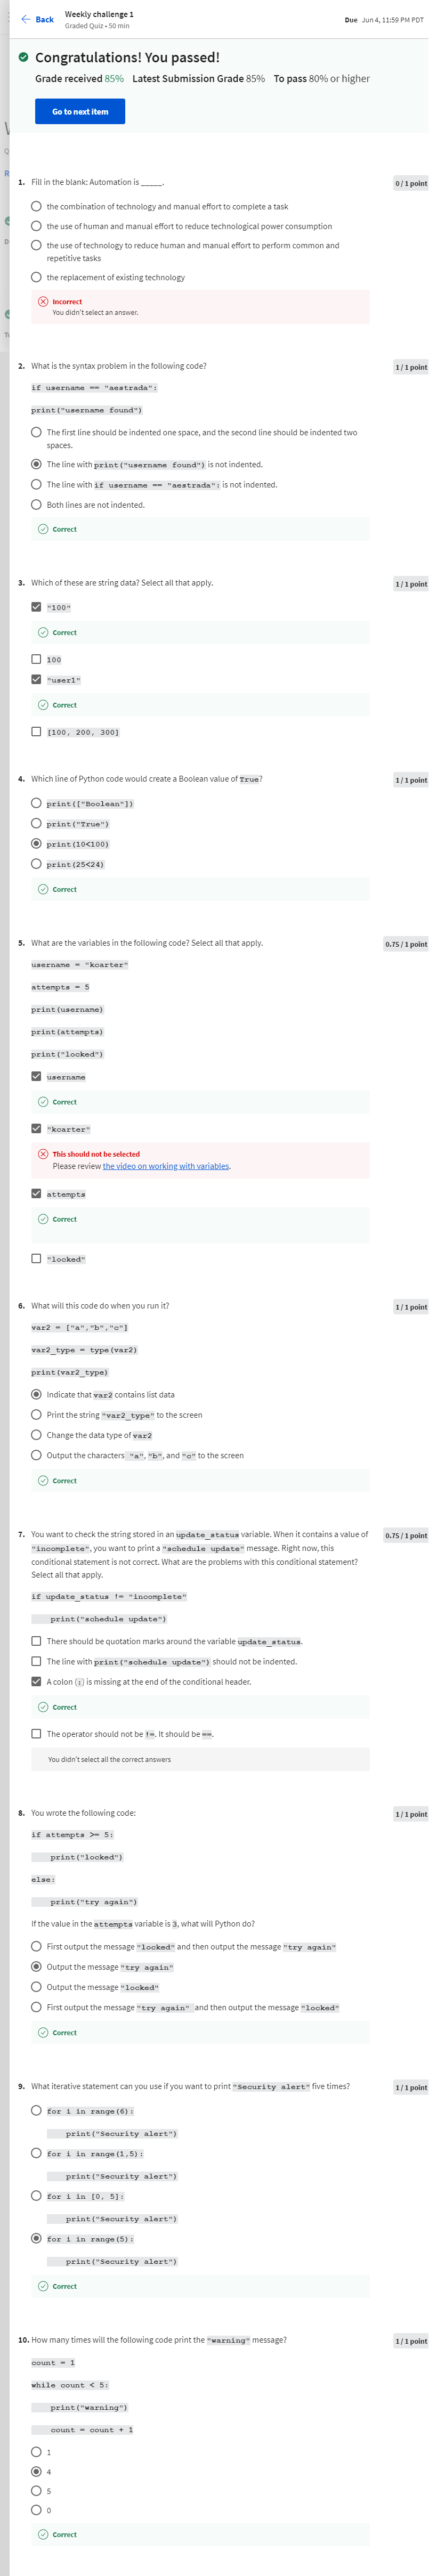 Back
Weekly challenge 1
Graded Quiz • 50 min
Due Jun 4, 11:59 PM PDT
Congratulations! You passed!
Grade received 85% Latest Submission Grade 85% To pass 80% or higher
Go to next item
1. Fill in the blank: Automation is _____.
0 / 1 point
the combination of technology and manual effort to complete a task
the use of human and manual effort to reduce technological power consumption
the use of technology to reduce human and manual effort to perform common and
repetitive tasks
the replacement of existing technology
Incorrect
You didn't select an answer.
2. What is the syntax problem in the following code?
1 / 1 point
if username == "aestrada":
print("username found")
The first line should be indented one space, and the second line should be indented two
spaces.
The line with print("username found") is not indented.
The line with if username == "aestrada": is not indented.
Both lines are not indented.
Correct
3. Which of these are string data? Select all that apply.
1 / 1 point
"100"
Correct
100
"user1"
Correct
[100, 200, 300]
4. Which line of Python code would create a Boolean value of True?
1 / 1 point
print(["Boolean"])
print("True")
print(10<100)
print(25<24)
Correct
5. What are the variables in the following code? Select all that apply.
0.75 / 1 point
username = "kcarter"
attempts = 5
print(username)
print(attempts)
print("locked")
username
Correct
"kcarter"
This should not be selected
Please review the video on working with variables.
attempts
Correct
"locked"
6. What will this code do when you run it?
1 / 1 point
var2 = ["a","b","c"]
var2_type = type(var2)
print(var2_type)
Indicate that var2 contains list data
Print the string "var2_type" to the screen
Change the data type of var2
Output the characters "a", "b", and "c" to the screen
Correct
7. You want to check the string stored in an update_status variable. When it contains a value of
0.75 / 1 point
"incomplete", you want to print a "schedule update" message. Right now, this
conditional statement is not correct. What are the problems with this conditional statement?
Select all that apply.
if update_status != "incomplete"
print("schedule update")
There should be quotation marks around the variable update_status.
The line with print("schedule update") should not be indented.
A colon (:) is missing at the end of the conditional header.
Correct
The operator should not be !=. It should be ==.
You didn't select all the correct answers
8. You wrote the following code:
1 / 1 point
if attempts >= 5:
print("locked")
else:
print("try again")
If the value in the attempts variable is 3, what will Python do?
First output the message "locked" and then output the message "try again"
Output the message "try again"
Output the message "locked"
First output the message "try again" and then output the message "locked"
Correct
9. What iterative statement can you use if you want to print "Security alert" five times?
1 / 1 point
for i in range(6):
print("Security alert")
for i in range(1,5):
print("Security alert")
for i in [0, 5]:
print("Security alert")
for i in range(5):
print("Security alert")
Correct
10. How many times will the following code print the "warning" message?
1 / 1 point
count = 1
while count < 5:
print("warning")
count = count + 1
1
4
5
0
Correct